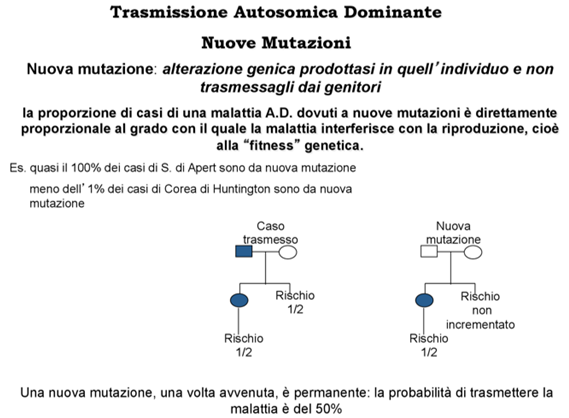 Trasmissione Autosomica Dominante
Nuove Mutazioni
Nuova mutazione: alterazione genica prodottasi in quell'individuo e non
trasmessagli dai genitori
la proporzione di casi di una malattia A.D. dovuti a nuove mutazioni è direttamente
proporzionale al grado con il quale la malattia interferisce con la riproduzione, cioè
alla "fitness" genetica.
Es. quasi il 100% dei casi di S. di Apert sono da nuova mutazione
meno dell'1% dei casi di Corea di Huntington sono da nuova
mutazione
Caso
trasmesso
Rischio
1/2
Rischio
1/2
Nuova
mutazione
Rischio
non
incrementato
Rischio
1/2
Una nuova mutazione, una volta avvenuta, è permanente: la probabilità di trasmettere la
malattia è del 50%